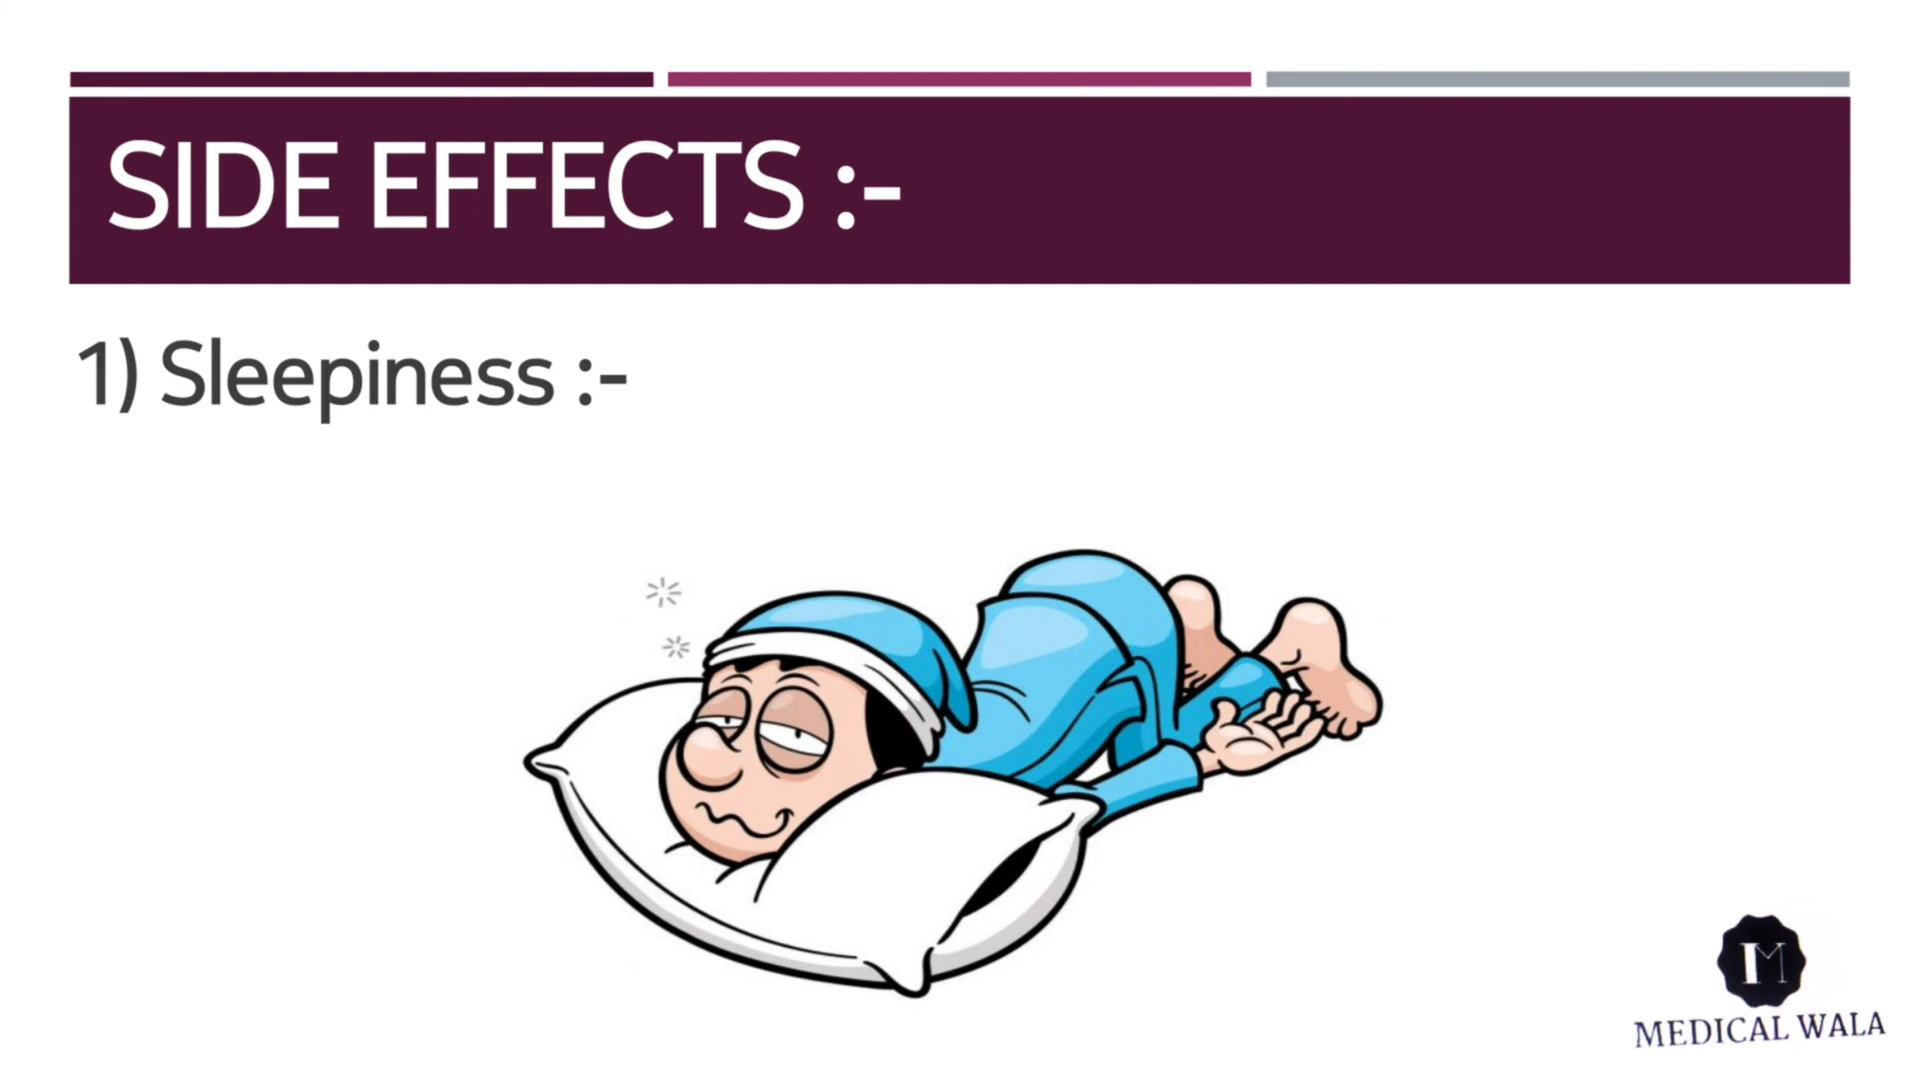 SIDE EFFECTS :-
1) Sleepiness :-
M
MEDICAL WALA